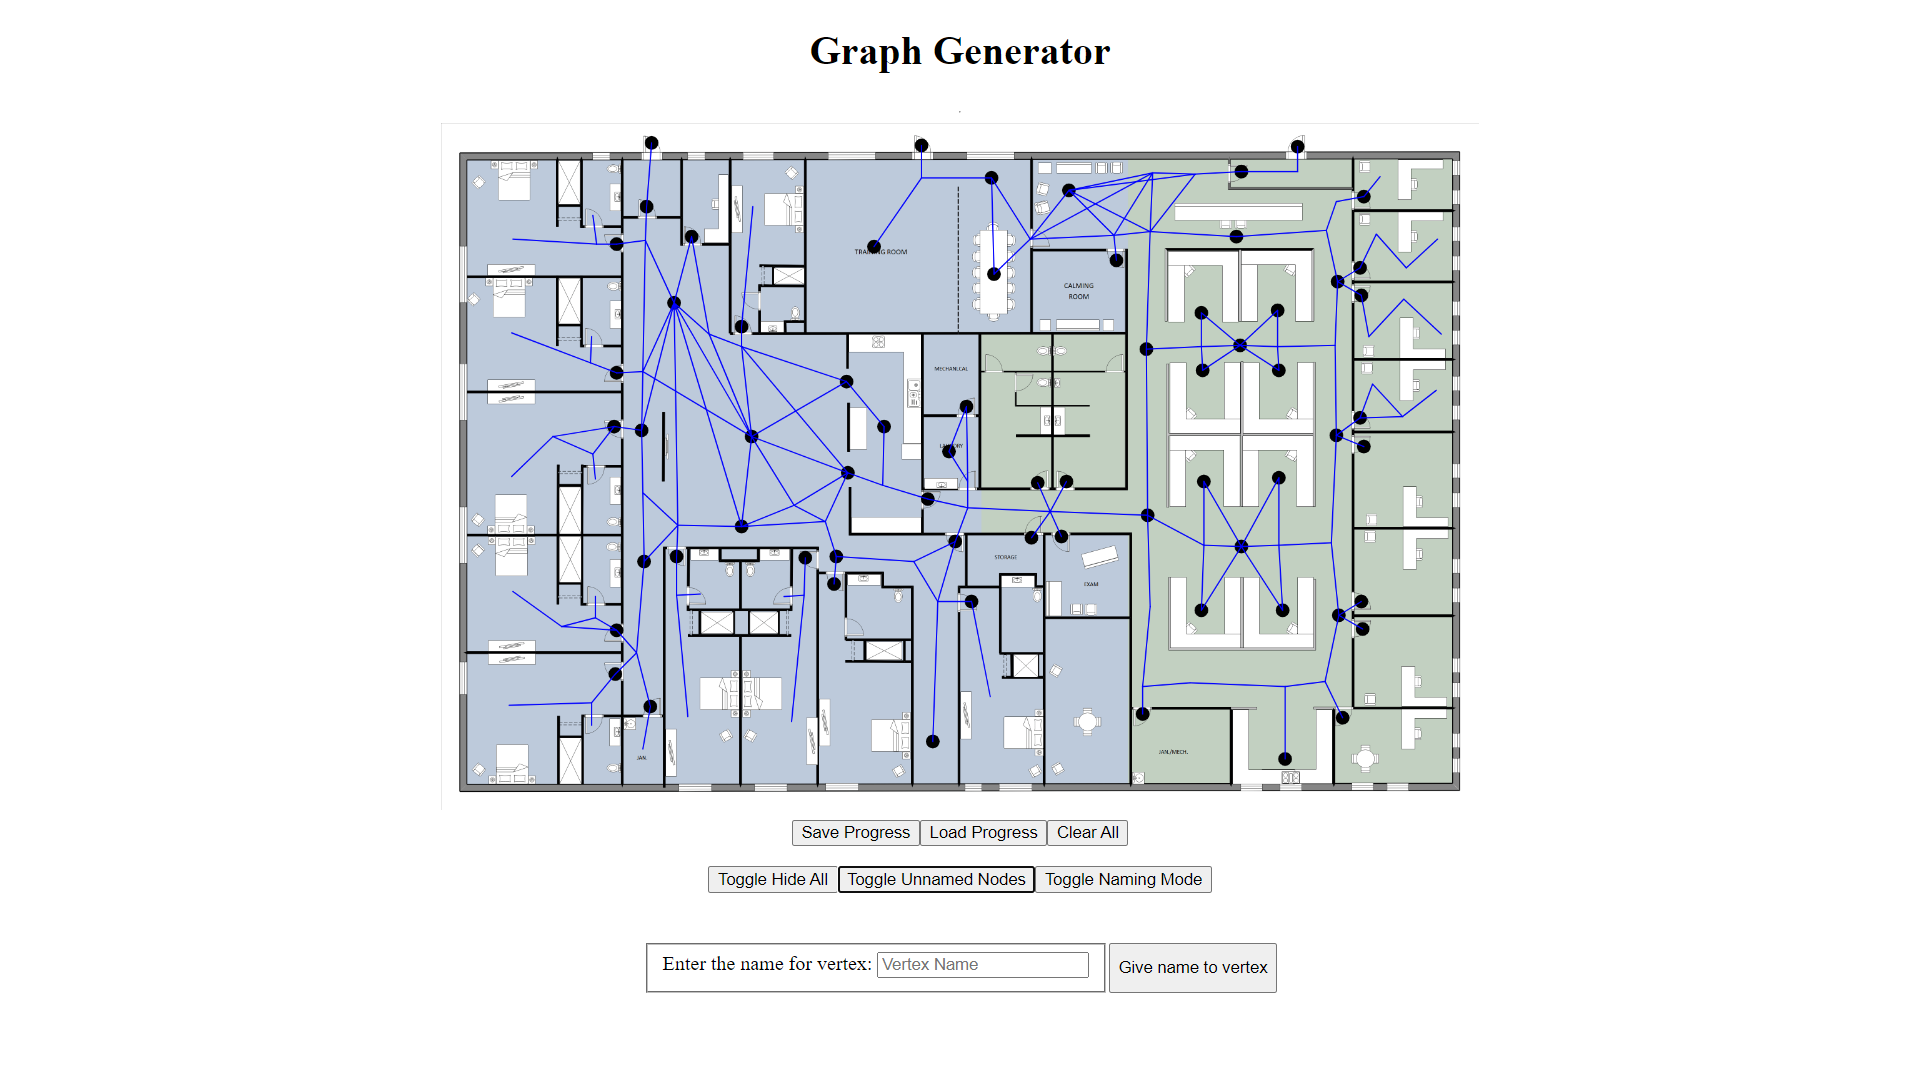 Graph Generator
TRAINING ROOM
CALMING
ROOM
MECHANICAL
STORAGE
EXAM
JAN.
JAN./MECH.
Save Progress Load Progress Clear All
Toggle Hide All Toggle Unnamed Nodes Toggle Naming Mode
Enter the name for vertex: Vertex Name Give name to vertex